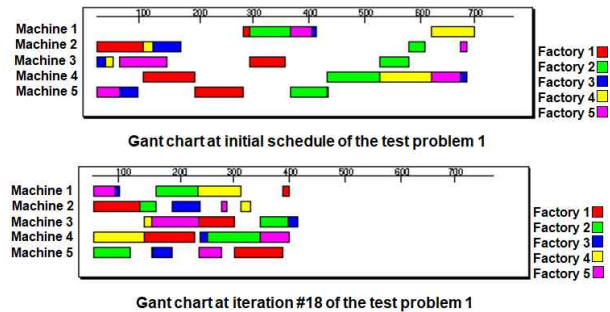 100 200 300 400 500 600 700
Machine 1
Machine 2
Machine 3
Machine 4
Machine 5
Factory 1
Factory 2
Factory 3
Factory 4
Factory 5
Gant chart at initial schedule of the test problem 1
100 200 300 400 500 600 700
Machine 1
Machine 2
Machine 3
Machine 4
Machine 5
Factory 1
Factory 2
Factory 3
Factory 4
Factory 5
Gant chart at iteration #18 of the test problem 1